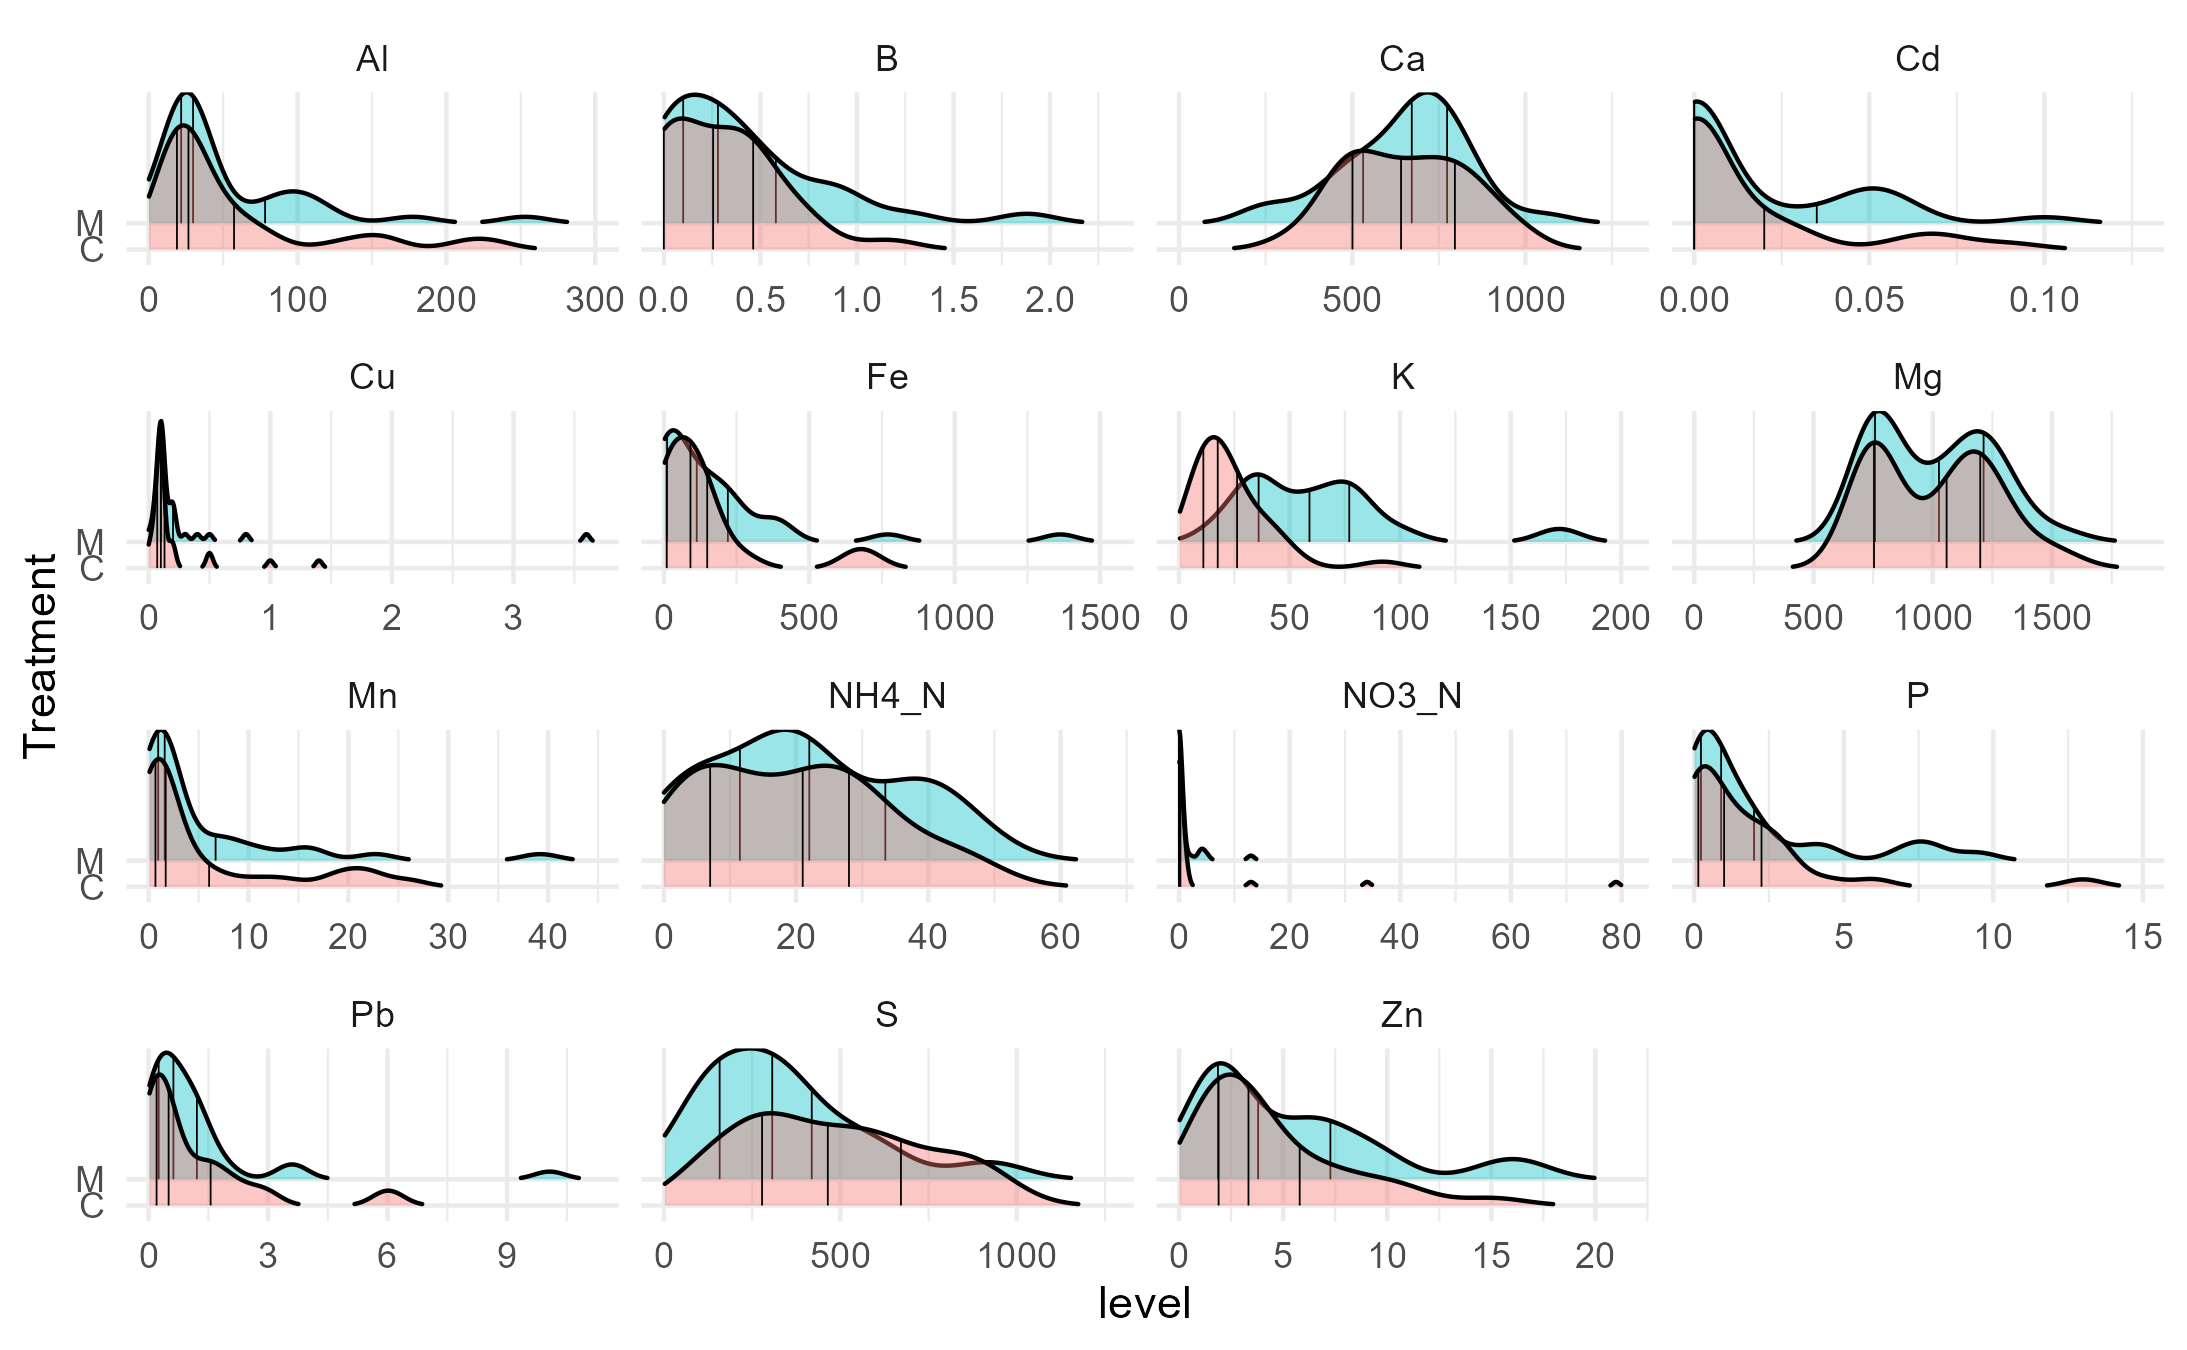 Al B Ca Cd
M
C
0 100 200 300 0.0 0.5 1.0 1.5 2.0 0 500 1000 0.00 0.05 0.10
Cu Fe K Mg
M
C
0 1 2 3 0 500 1000 1500 0 50 100 150 200 0 500 1000 1500
Treatment
Mn NH4_N NO3_N P
M
C
0 10 20 30 40 0 20 40 60 0 20 40 60 80 0 5 10 15
Pb S Zn
M
C
0 3 6 9 0 500 1000 0 5 10 15 20
level